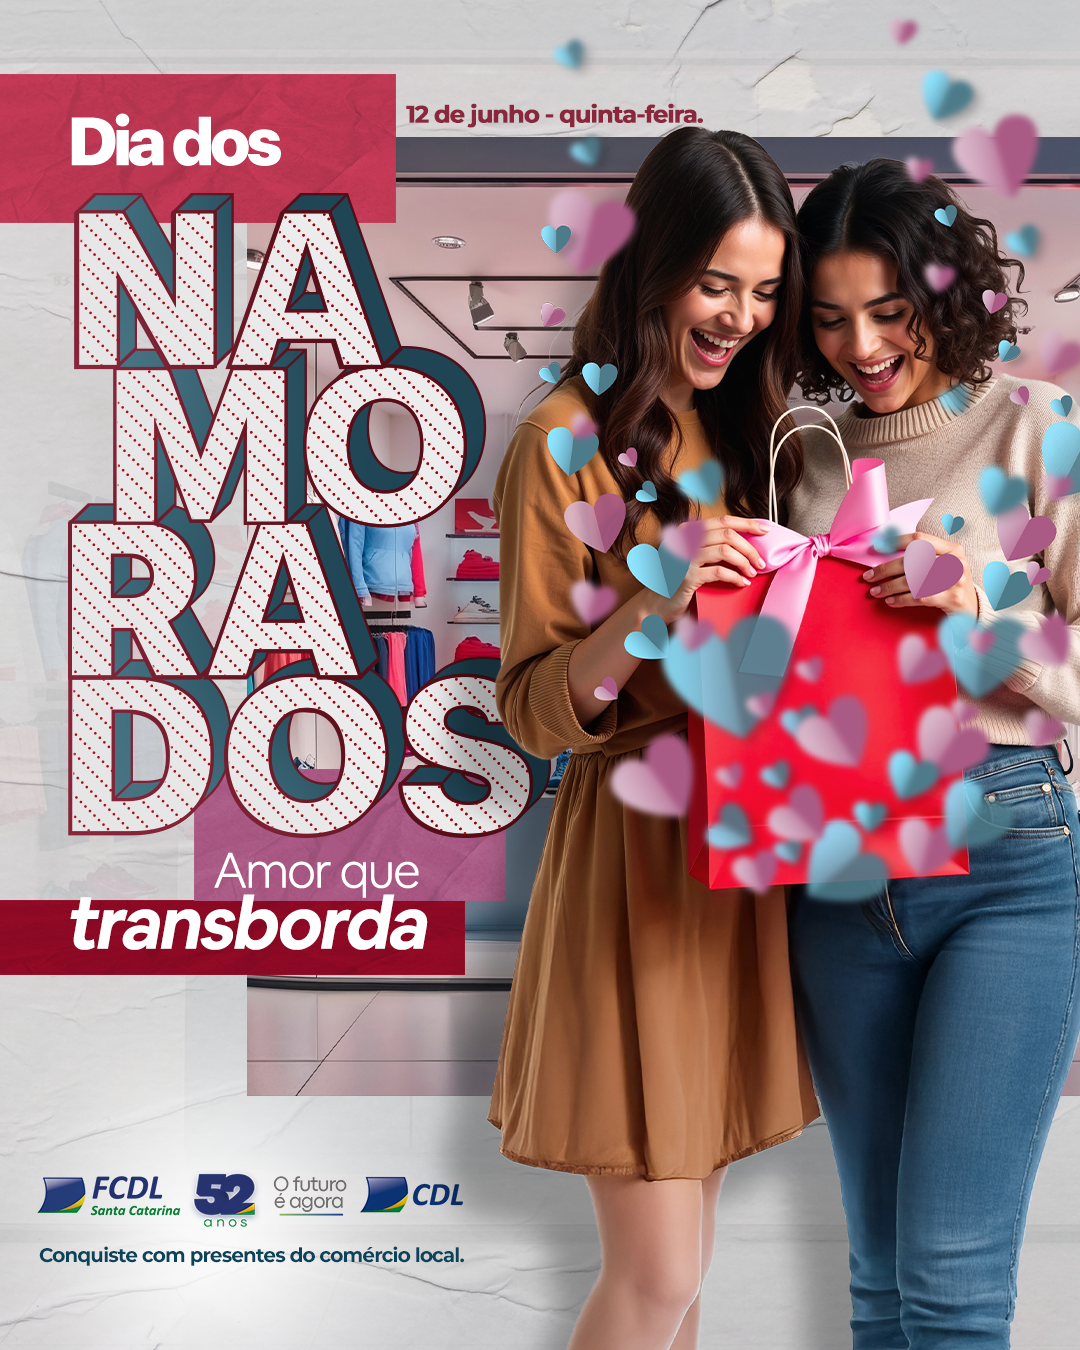 12 de junho - quinta-feira.
Dia dos
NA
MO
RA
DOS
Amor que
transborda
FCDL
Santa Catarina
52
anos
O futuro
é agora
CDL
Conquiste com presentes do comércio local.